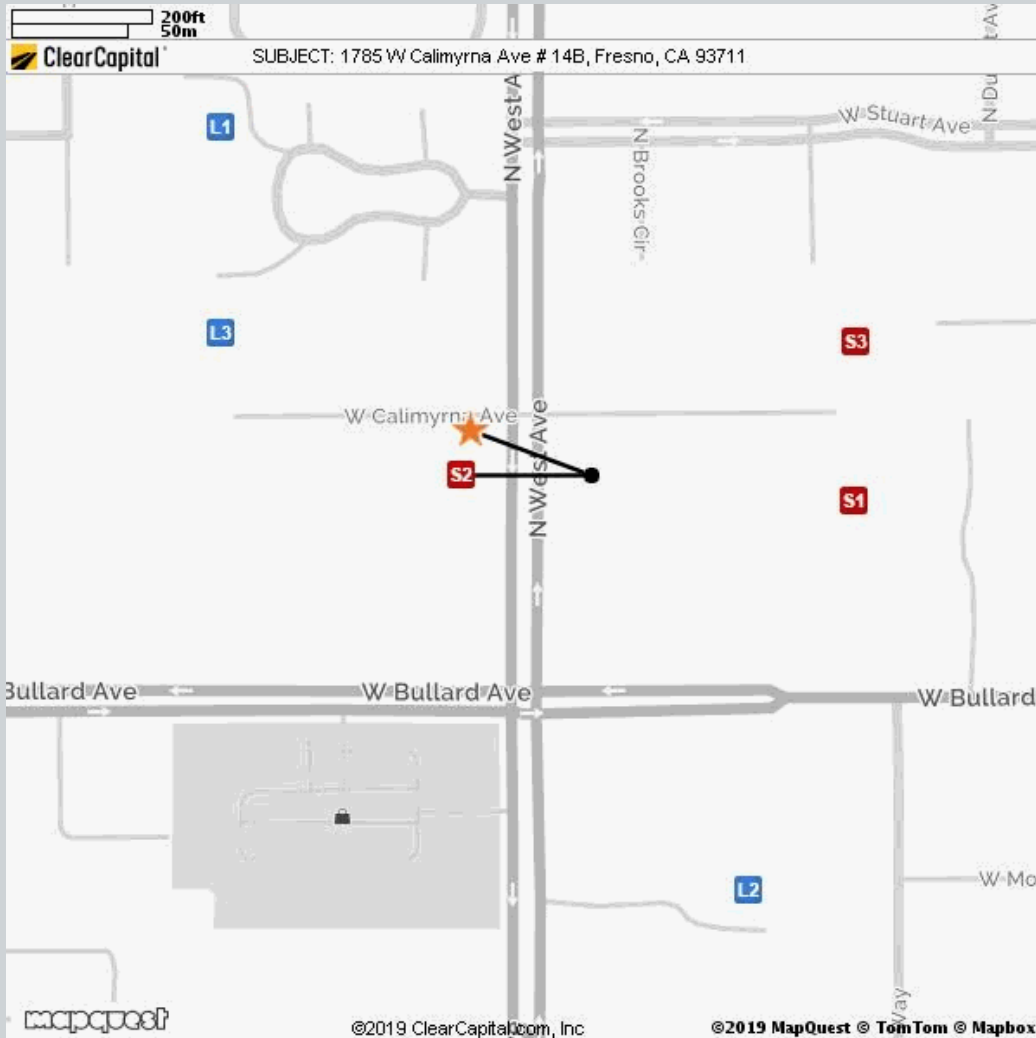 200ft
50m
ClearCapital
SUBJECT: 1785 W Calimyrna Ave # 14B, Fresno, CA 93711
N West A
t Av
N Du
L1
W Stuart Ave
N Brooks Cir
L3
S3
W Calimyrna Ave
N West Ave
S2
S1
Bullard Ave
W Bullard Ave
W Bullard
L2
W Mo
Way
mapquest
©2019 ClearCapital.com, Inc
©2019 MapQuest © TomTom © Mapbox